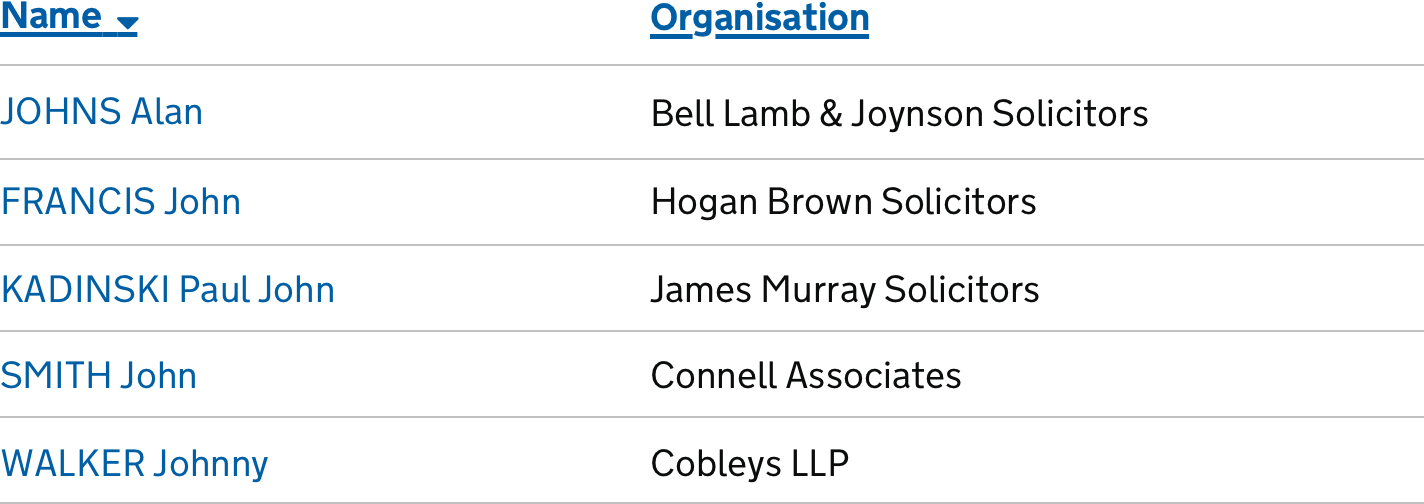 Name Organisation
JOHNS Alan Bell Lamb & Joynson Solicitors
FRANCIS John Hogan Brown Solicitors
KADINSKI Paul John James Murray Solicitors
SMITH John Connell Associates
WALKER Johnny Cobleys LLP